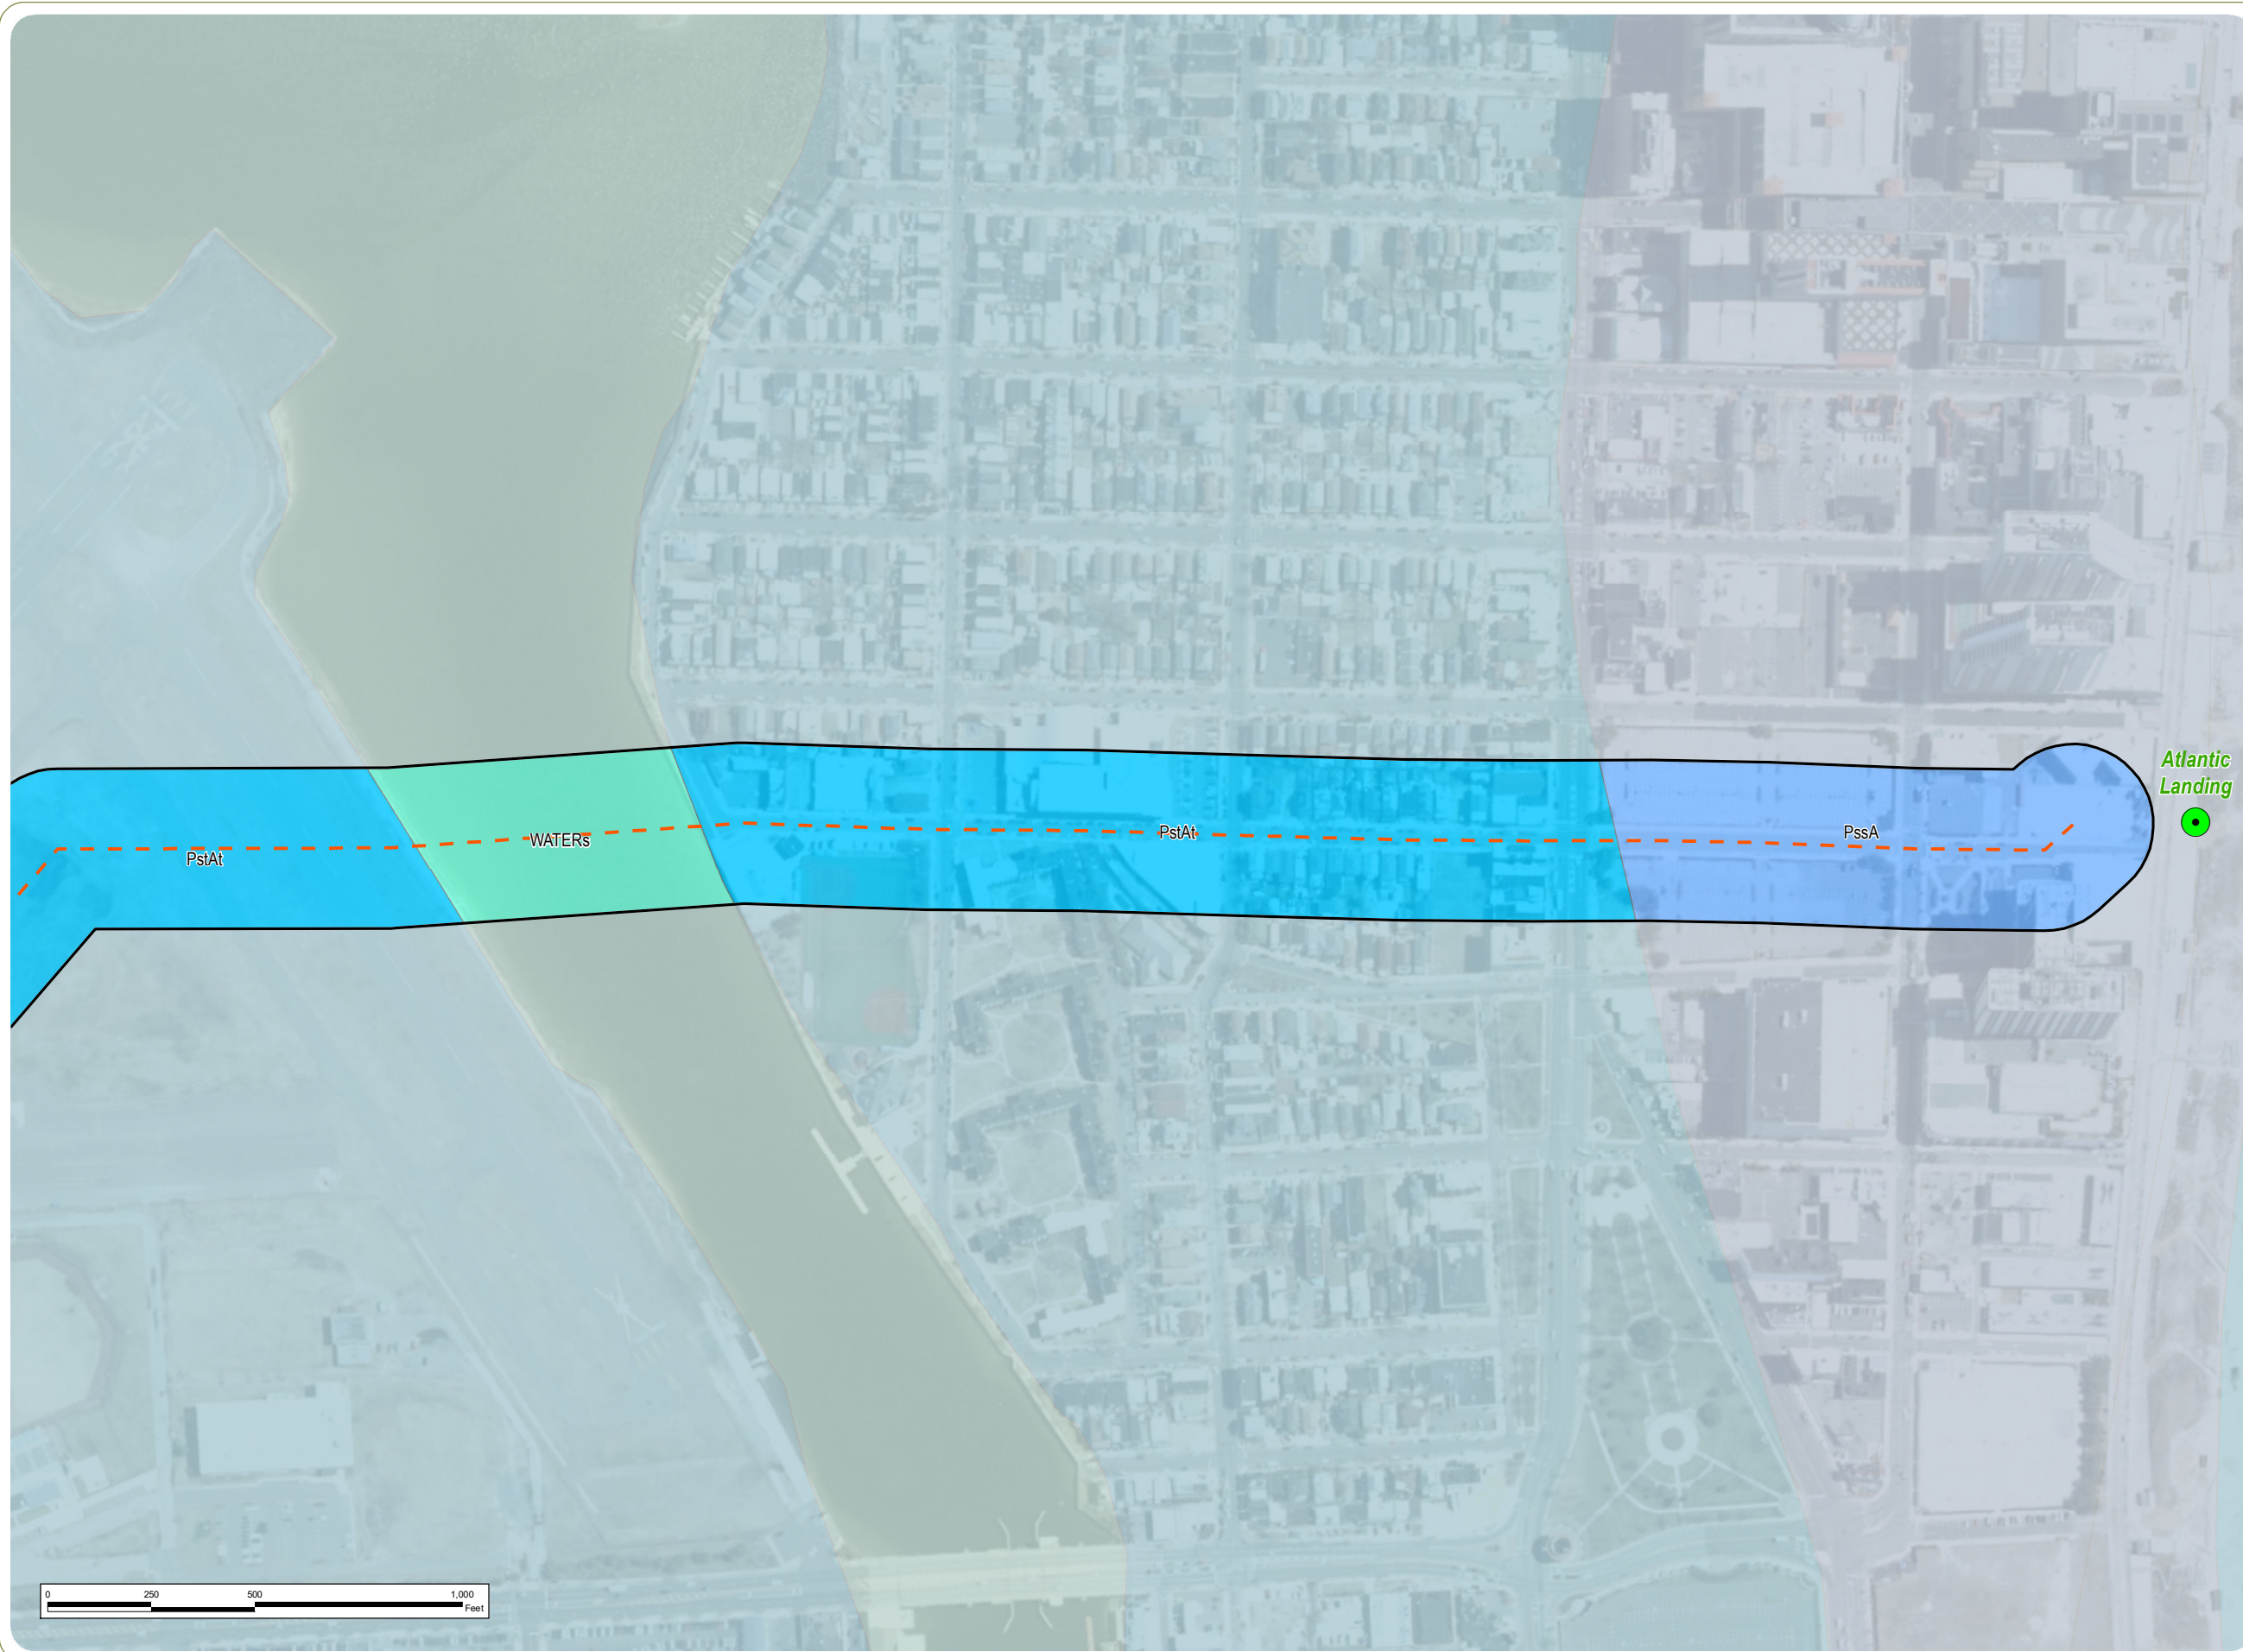 Atlantic
Landing
WATERs
PstAt
PssA
PstAt
0 250 500 1,000
Feet